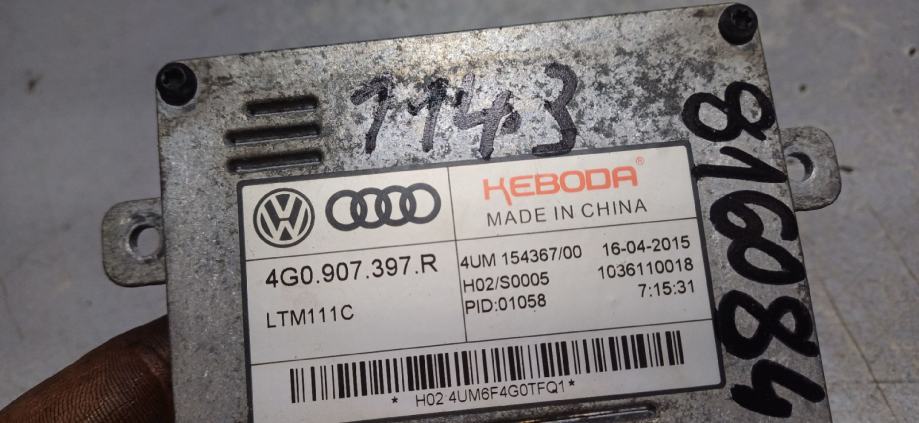 1143
816084
KEBODA®
MADE IN CHINA
4G0.907.397.R
LTM111C
4UM 154367/00 16-04-2015
H02/S0005 1036110018
PID:01058 7:15:31
* H02 4UM6F4G0TFQ1 *